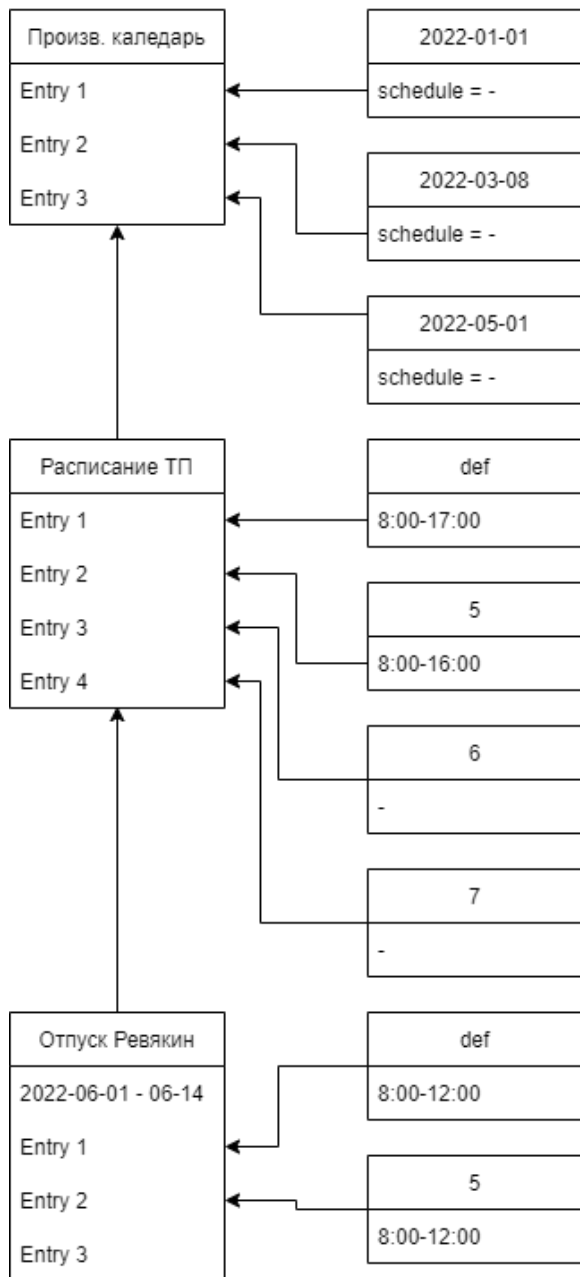 Произв. каледарь
Entry 1
Entry 2
Entry 3
2022-01-01
schedule = -
2022-03-08
schedule = -
2022-05-01
schedule = -
Расписание ТП
Entry 1
Entry 2
Entry 3
Entry 4
def
8:00-17:00
5
8:00-16:00
6
-
7
-
Отпуск Ревякин
2022-06-01 - 06-14
Entry 1
Entry 2
Entry 3
def
8:00-12:00
5
8:00-12:00